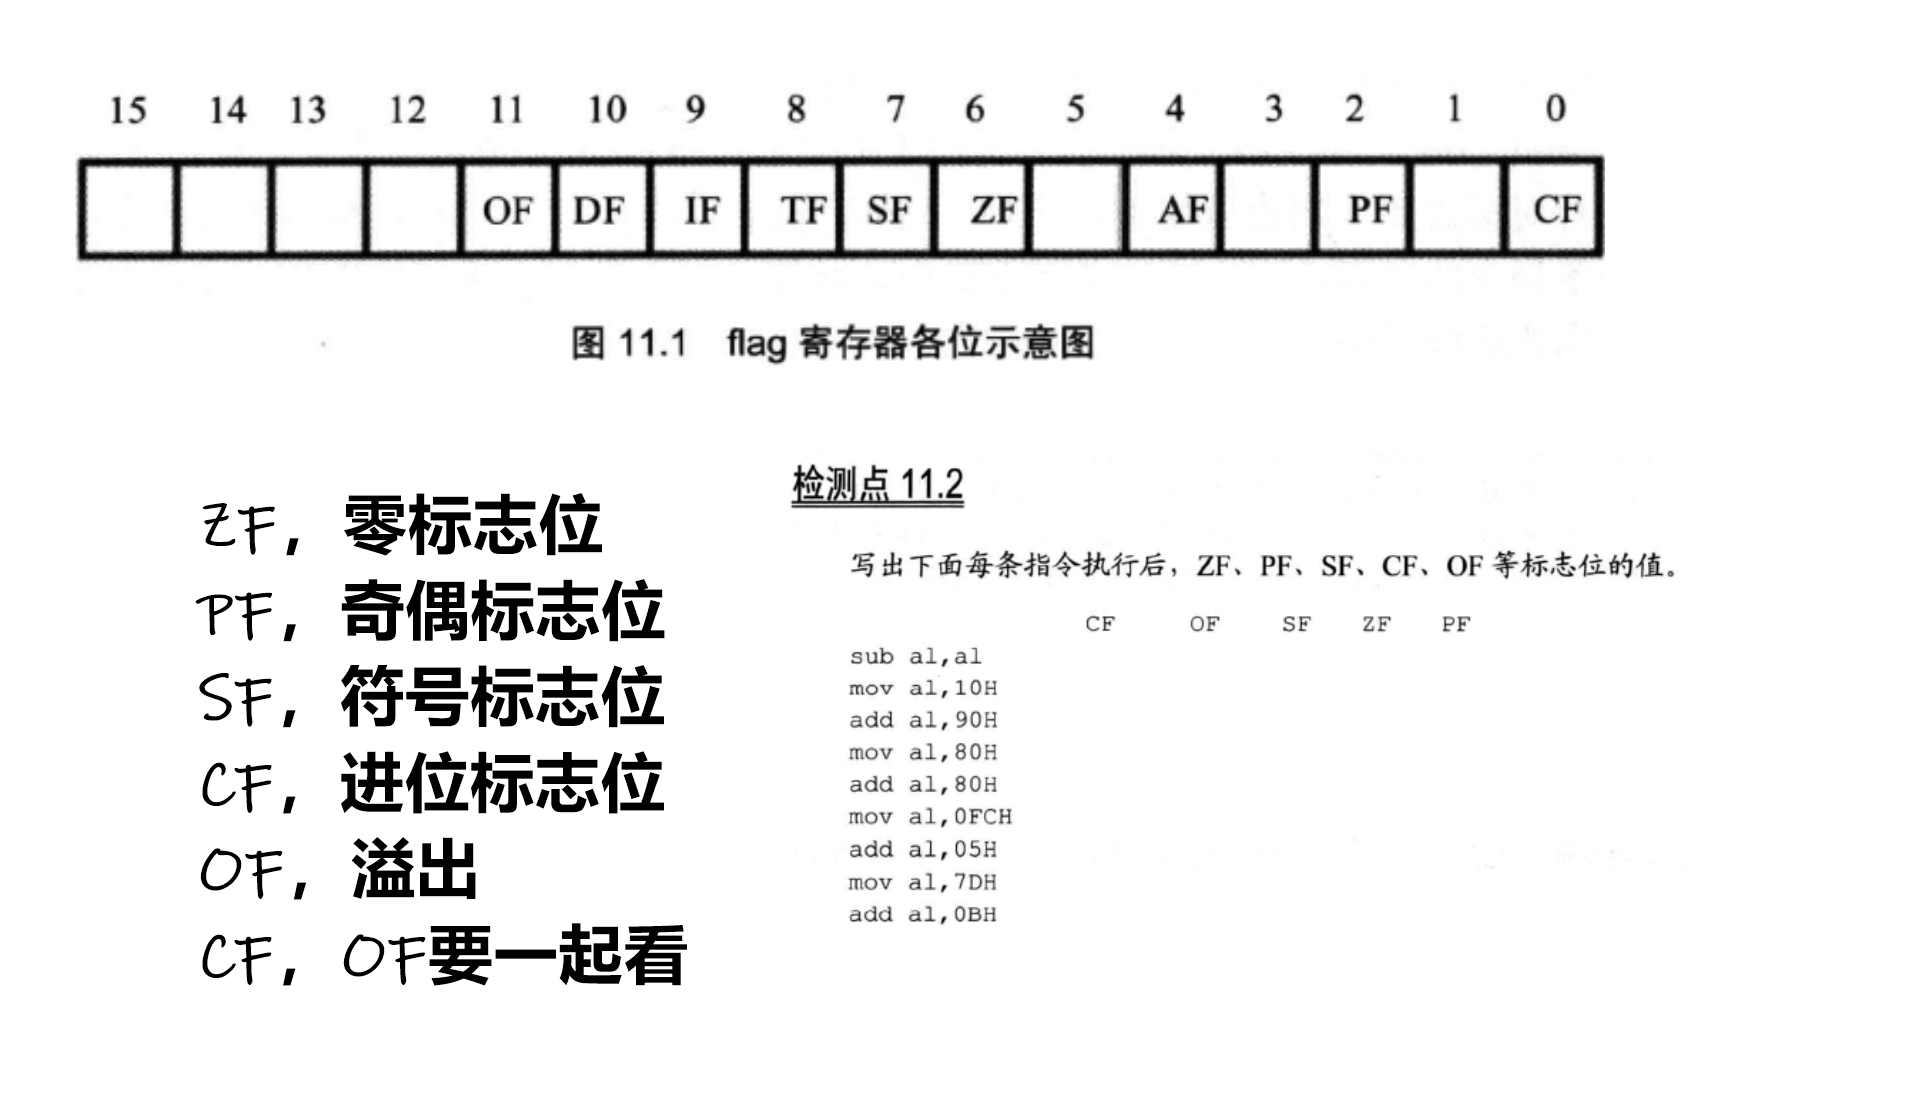 15 14 13 12 11 10 9 8 7 6 5 4 3 2 1 0
OF DF IF TF SF ZF AF PF CF
图 11.1 flag 寄存器各位示意图
ZF，零标志位
PF，奇偶标志位
SF，符号标志位
CF，进位标志位
OF，溢出
CF，OF要一起看
检测点 11.2
写出下面每条指令执行后，ZF、PF、SF、CF、OF 等标志位的值。
CF OF SF ZF PF
sub al,al
mov al,10H
add al,90H
mov al,80H
add al,80H
mov al,0FCH
add al,05H
mov al,7DH
add al,0BH